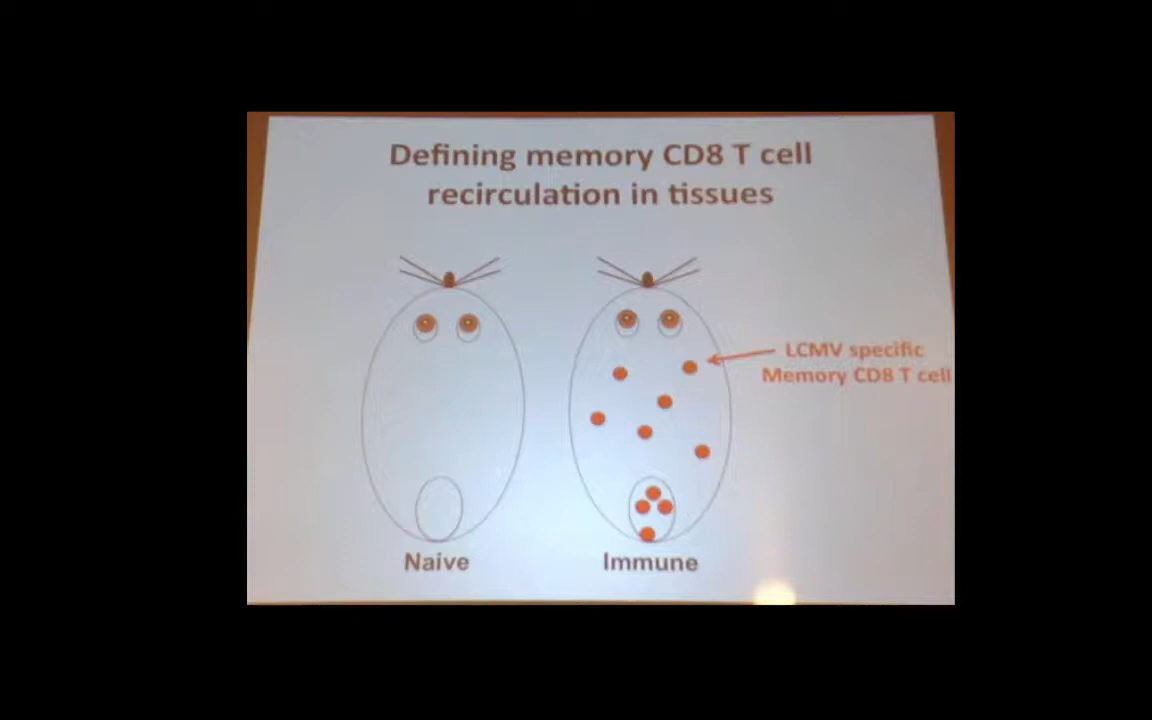 Defining memory CD8 T cell
recirculation in tissues
LCMV specific
Memory CD8 T cell
Naive
Immune